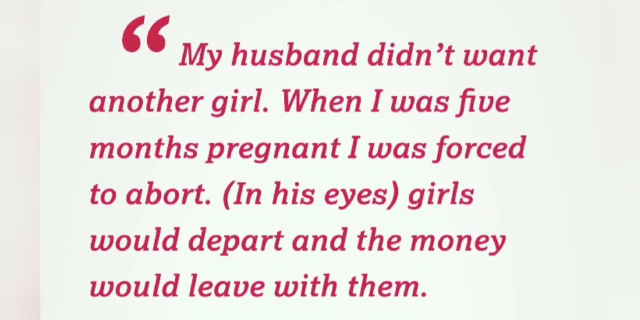 “ My husband didn’t want
another girl. When I was five
months pregnant I was forced
to abort. (In his eyes) girls
would depart and the money
would leave with them.